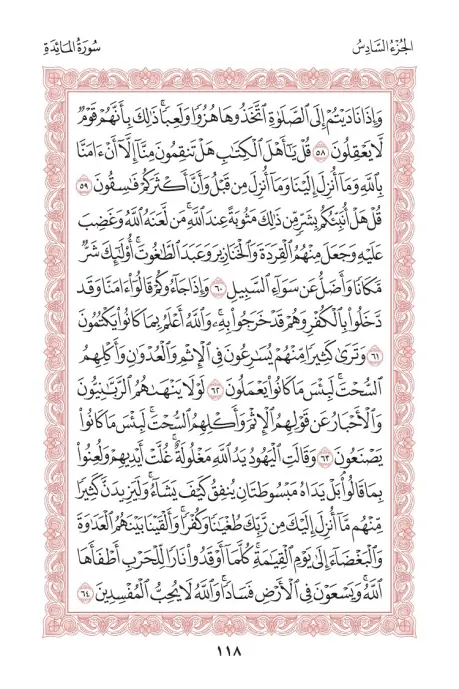 الجُزْءُ السَّادِسُ
سُورَةُ المَائِدَةِ
وَإِذَا نَادَيْتُمْ إِلَى ٱلصَّلَوٰةِ ٱتَّخَذُوهَا هُزُوًا وَلَعِبًا ۚ ذَٰلِكَ بِأَنَّهُمْ قَوْمٌ
لَّا يَعْقِلُونَ ٥٨ قُلْ يَٰٓأَهْلَ ٱلْكِتَٰبِ هَلْ تَنقِمُونَ مِنَّآ إِلَّآ أَنْ ءَامَنَّا
بِٱللَّهِ وَمَآ أُنزِلَ إِلَيْنَا وَمَآ أُنزِلَ مِن قَبْلُ وَأَنَّ أَكْثَرَكُمْ فَٰسِقُونَ ٥٩
قُلْ هَلْ أُنَبِّئُكُم بِشَرٍّ مِّن ذَٰلِكَ مَثُوبَةً عِندَ ٱللَّهِ ۚ مَن لَّعَنَهُ ٱللَّهُ وَغَضِبَ
عَلَيْهِ وَجَعَلَ مِنْهُمُ ٱلْقِرَدَةَ وَٱلْخَنَازِيرَ وَعَبَدَ ٱلطَّٰغُوتَ ۚ أُو۟لَٰٓئِكَ شَرٌّ
مَّكَانًا وَأَضَلُّ عَن سَوَآءِ ٱلسَّبِيلِ ٦٠ وَإِذَا جَآءُوكُمْ قَالُوٓا۟ ءَامَنَّا وَقَد
دَّخَلُوا۟ بِٱلْكُفْرِ وَهُمْ قَدْ خَرَجُوا۟ بِهِۦ ۚ وَٱللَّهُ أَعْلَمُ بِمَا كَانُوا۟ يَكْتُمُونَ
٦١ وَتَرَىٰ كَثِيرًا مِّنْهُمْ يُسَٰرِعُونَ فِى ٱلْإِثْمِ وَٱلْعُدْوَٰنِ وَأَكْلِهِمُ
ٱلسُّحْتَ ۚ لَبِئْسَ مَا كَانُوا۟ يَعْمَلُونَ ٦٢ لَوْلَا يَنْهَىٰهُمُ ٱلرَّبَّٰنِيُّونَ
وَٱلْأَحْبَارُ عَن قَوْلِهِمُ ٱلْإِثْمَ وَأَكْلِهِمُ ٱلسُّحْتَ ۚ لَبِئْسَ مَا كَانُوا۟
يَصْنَعُونَ ٦٣ وَقَالَتِ ٱلْيَهُودُ يَدُ ٱللَّهِ مَغْلُولَةٌ ۚ غُلَّتْ أَيْدِيهِمْ وَلُعِنُوا۟
بِمَا قَالُوا۟ ۘ بَلْ يَدَاهُ مَبْسُوطَتَانِ يُنفِقُ كَيْفَ يَشَآءُ ۚ وَلَيَزِيدَنَّ كَثِيرًا
مِّنْهُم مَّآ أُنزِلَ إِلَيْكَ مِن رَّبِّكَ طُغْيَٰنًا وَكُفْرًا ۚ وَأَلْقَيْنَا بَيْنَهُمُ ٱلْعَدَٰوَةَ
وَٱلْبَغْضَآءَ إِلَىٰ يَوْمِ ٱلْقِيَٰمَةِ ۚ كُلَّمَآ أَوْقَدُوا۟ نَارًا لِّلْحَرْبِ أَطْفَأَهَا
ٱللَّهُ ۚ وَيَسْعَوْنَ فِى ٱلْأَرْضِ فَسَادًا ۚ وَٱللَّهُ لَا يُحِبُّ ٱلْمُفْسِدِينَ ٦٤
١١٨